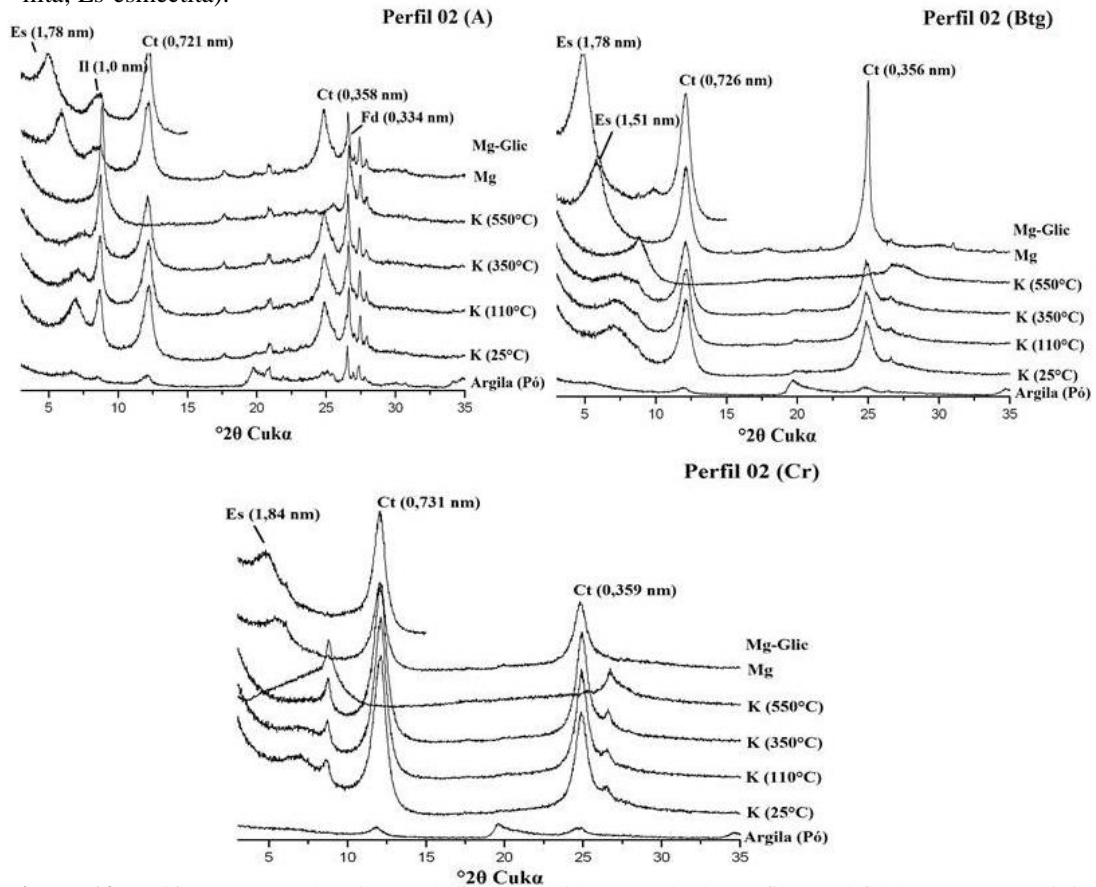 Es-esmectita).
Perfil 02 (A)
Es (1,78 nm)
Il (1,0 nm)
Ct (0,721 nm)
Ct (0,358 nm)
Fd (0,334 nm)
Mg-Glic
Mg
K (550°C)
K (350°C)
K (110°C)
K (25°C)
Argila (Pó)
5 10 15 20 25 30 35
°2θ Cukα
Perfil 02 (Btg)
Es (1,78 nm)
Es (1,51 nm)
Ct (0,726 nm)
Ct (0,356 nm)
Mg-Glic
Mg
K (550°C)
K (350°C)
K (110°C)
K (25°C)
Argila (Pó)
5 10 15 20 25 30 35
°2θ Cukα
Perfil 02 (Cr)
Es (1,84 nm)
Ct (0,731 nm)
Ct (0,359 nm)
Mg-Glic
Mg
K (550°C)
K (350°C)
K (110°C)
K (25°C)
Argila (Pó)
5 10 15 20 25 30 35
°2θ Cukα